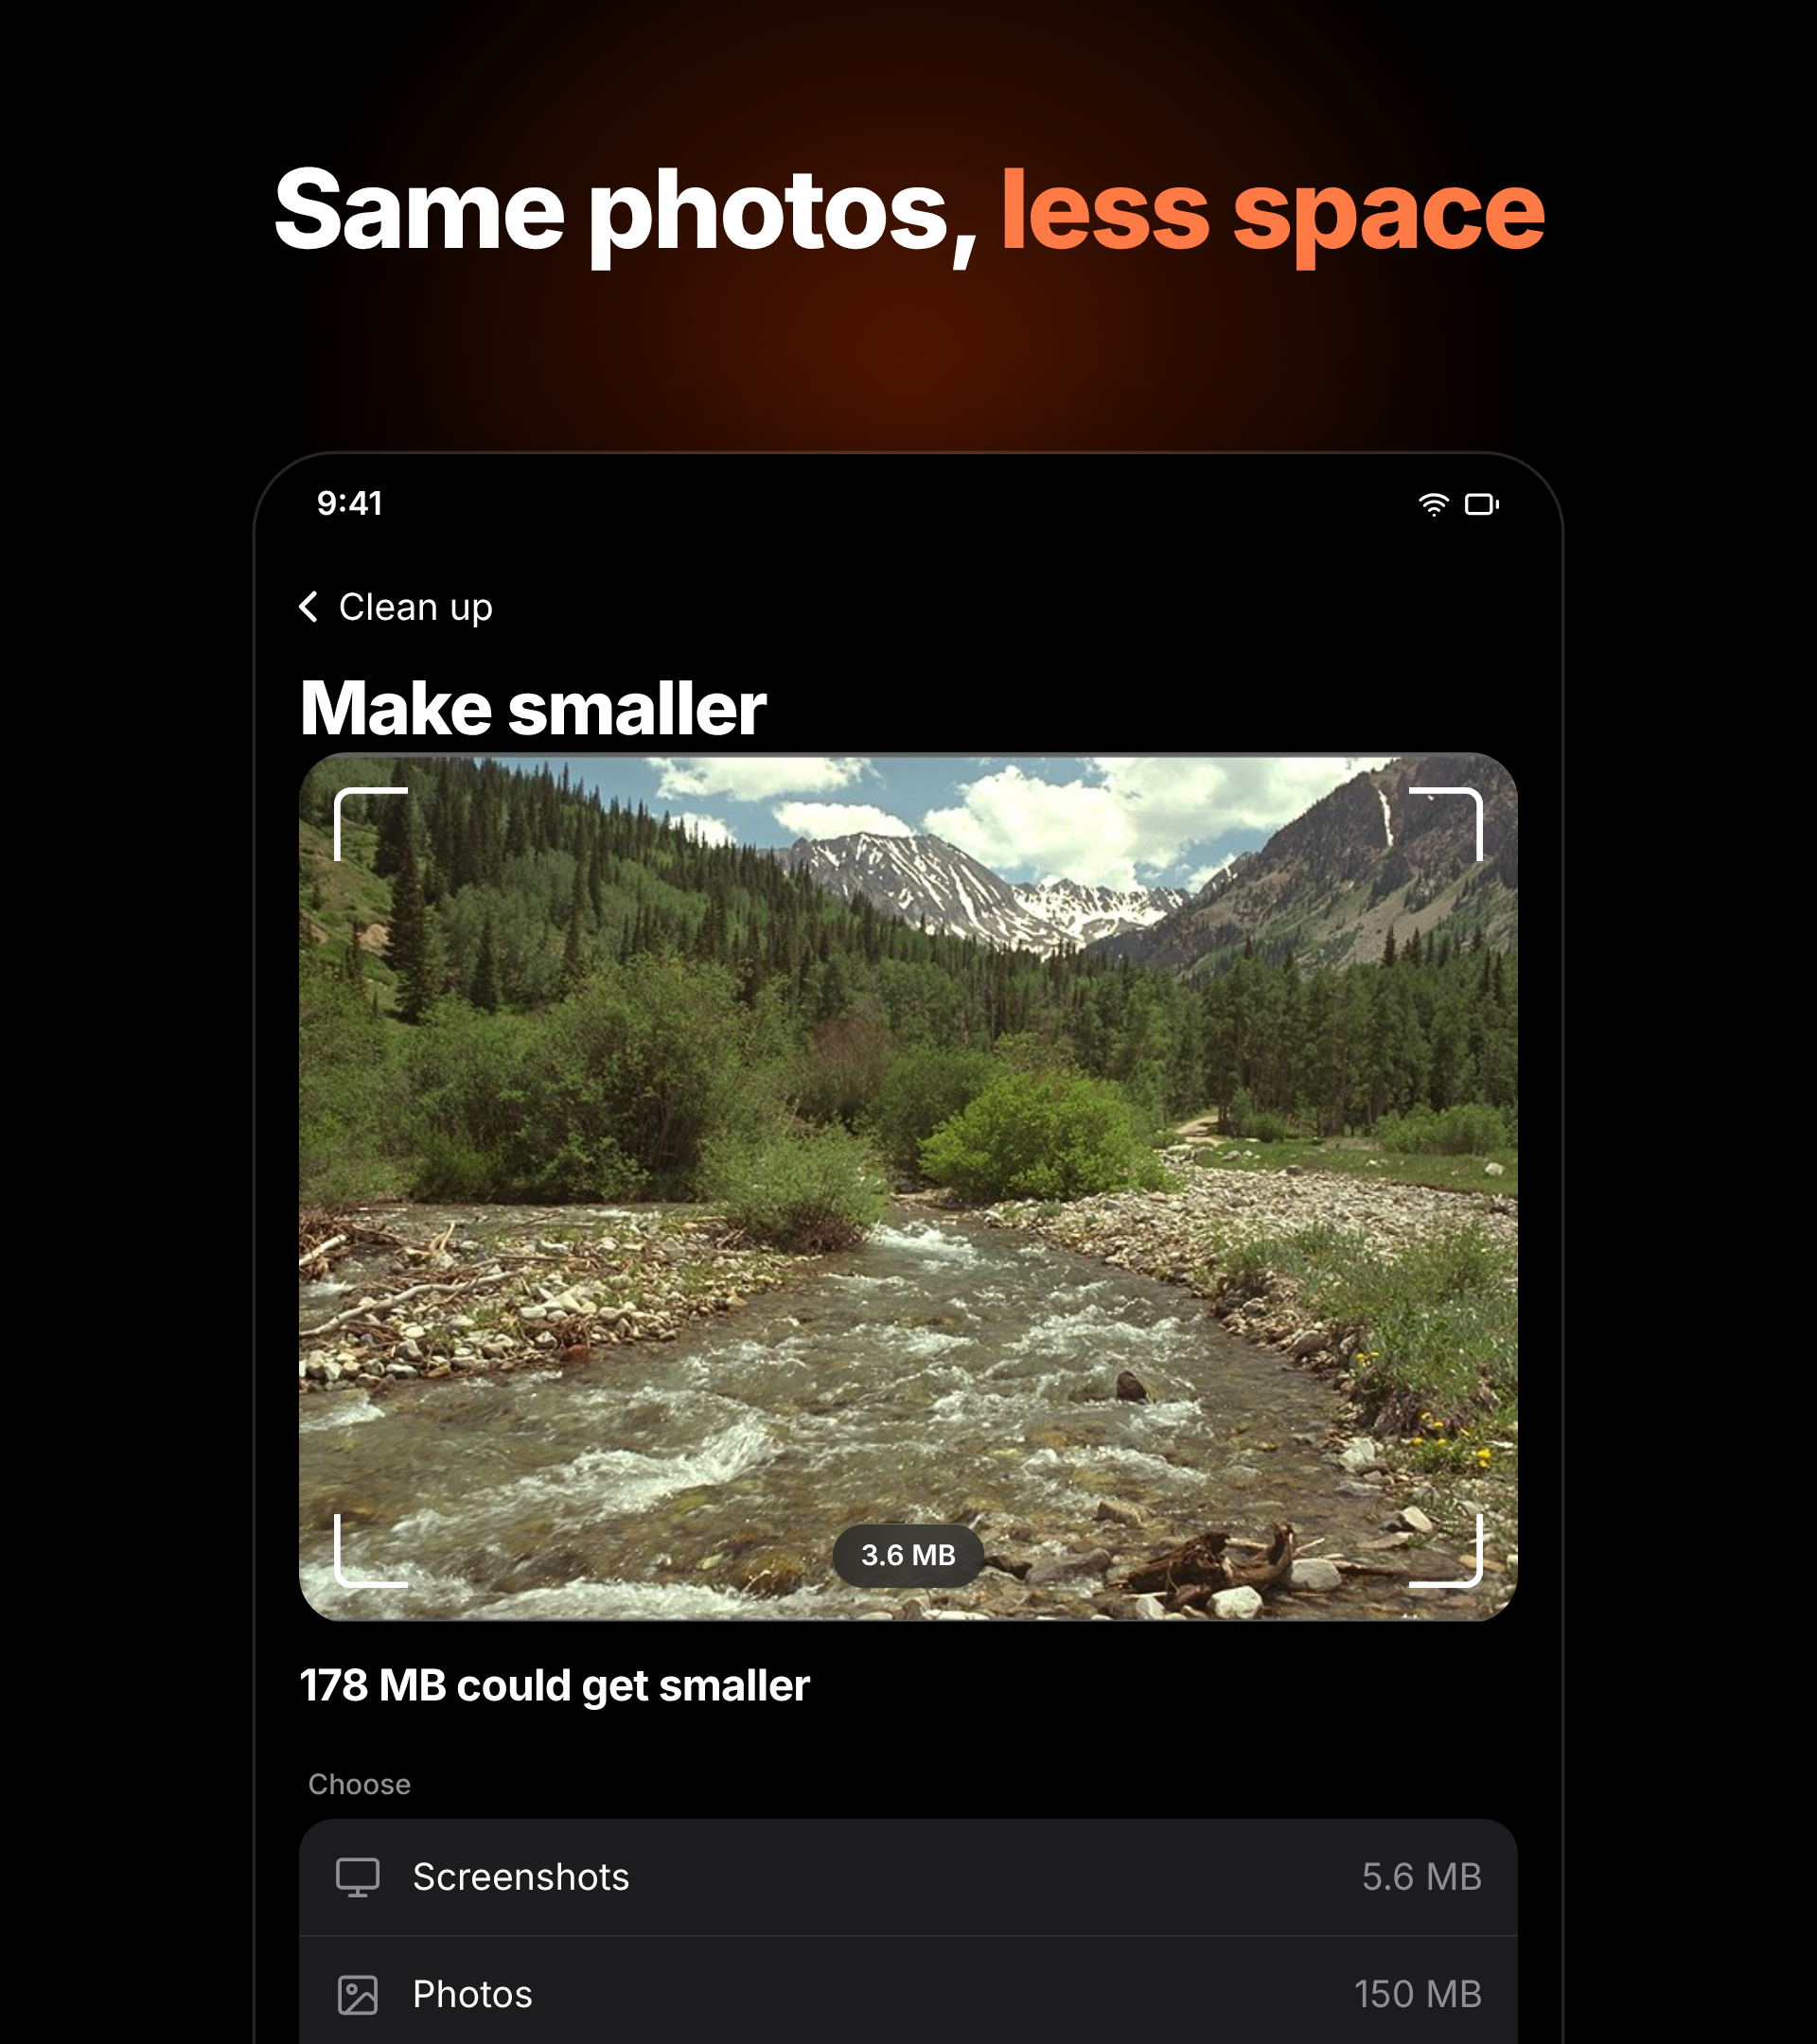 Same photos, less space
9:41
Clean up
Make smaller
3.6 MB
178 MB could get smaller
Choose
Screenshots 5.6 MB
Photos 150 MB